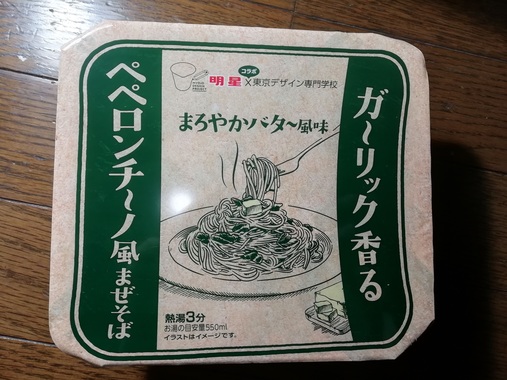 コラボ
明星×東京デザイン専門学校
まろやかバタ〜風味
ガ〜リック香る
ペペロンチ〜ノ風まぜそば
熱湯3分
お湯の目安量550ml
イラストはイメージです。